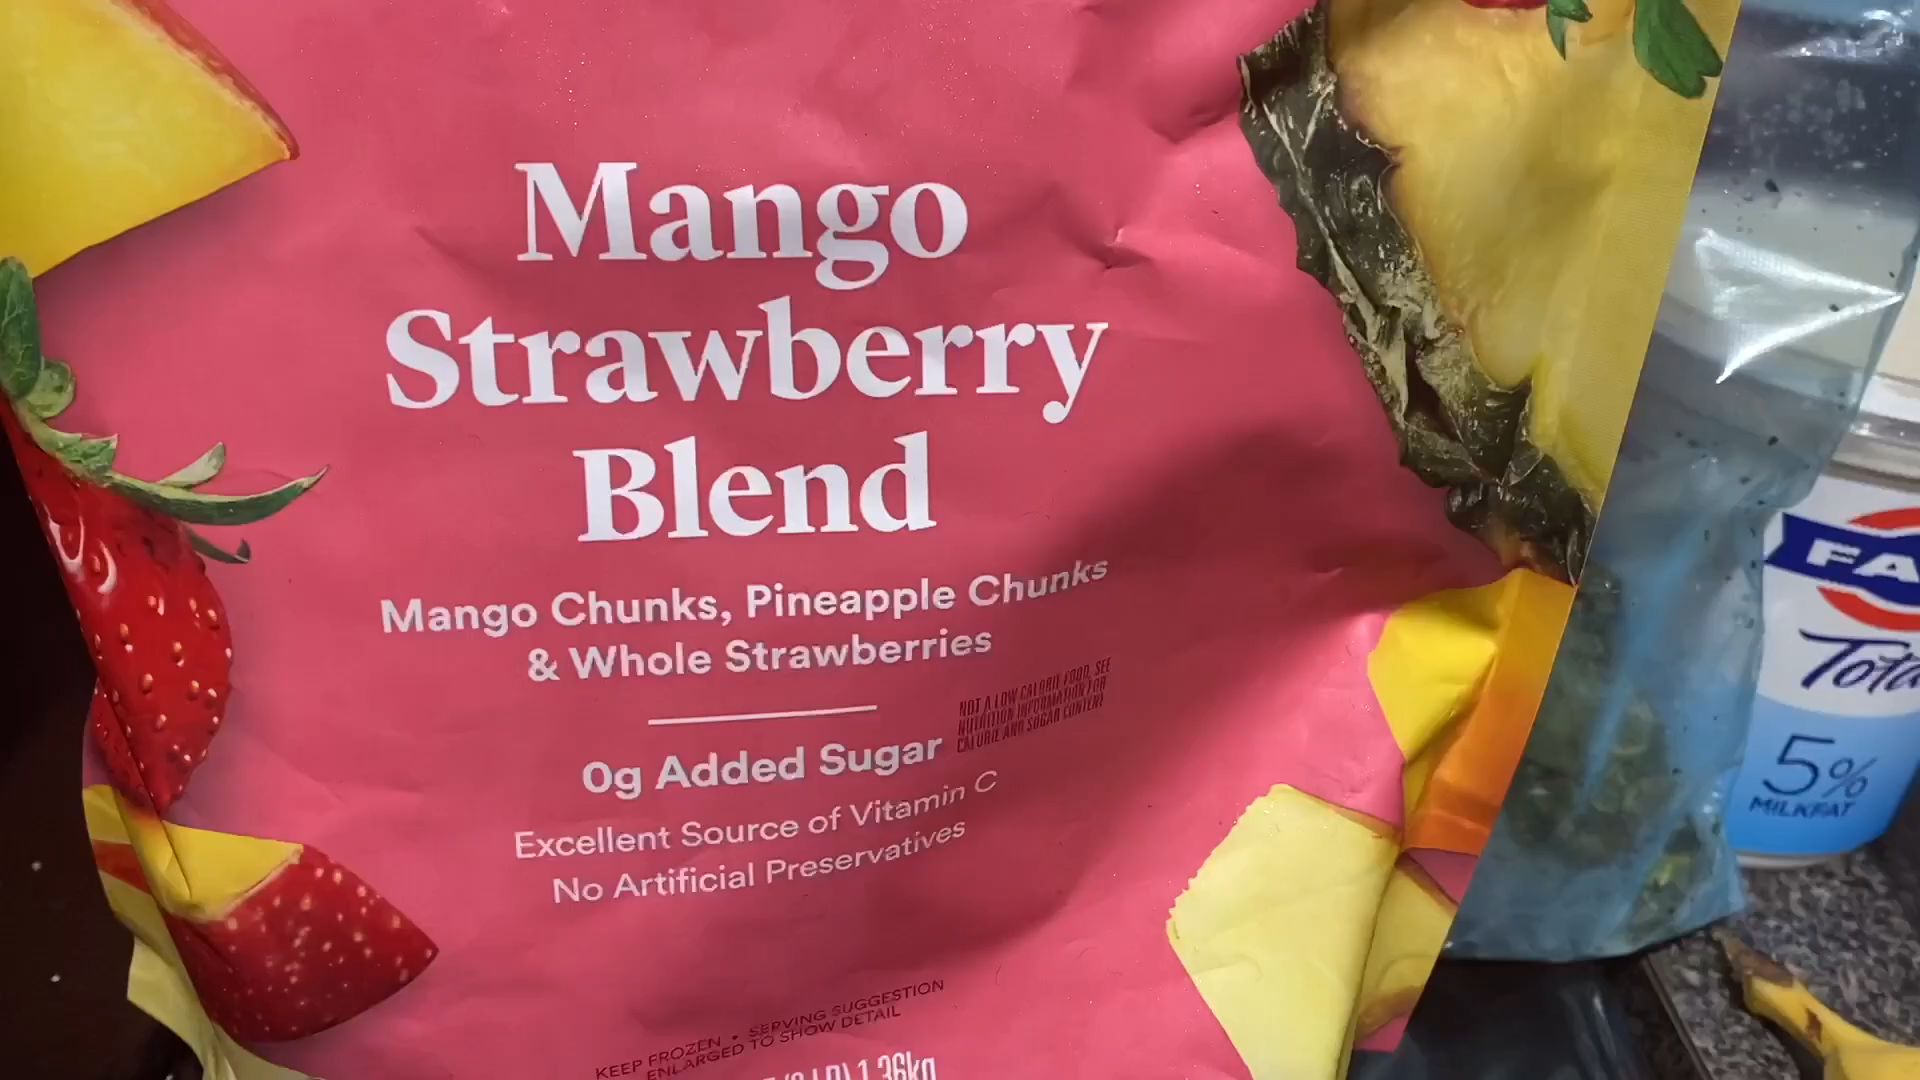 Mango
Strawberry
Blend
Mango Chunks, Pineapple Chunks
& Whole Strawberries
0g Added Sugar
NOT A LOW CALORIE FOOD, SEE
NUTRITION INFORMATION FOR
CALORIE AND SUGAR CONTENT
Excellent Source of Vitamin C
No Artificial Preservatives
KEEP FROZEN • SERVING SUGGESTION
ENLARGED TO SHOW DETAIL
1.36kg
FA
Tota
5%
MILKFAT